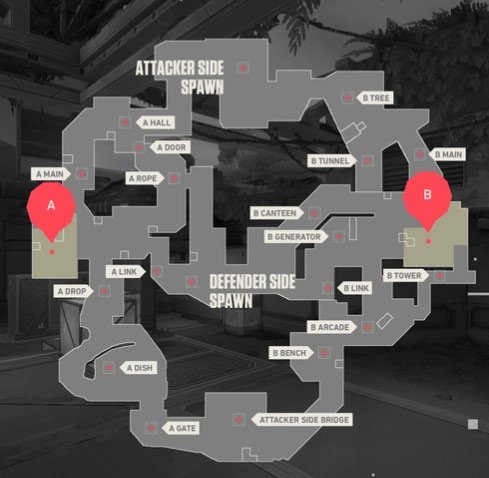 ATTACKER SIDE
SPAWN
B TREE
A HALL
A DOOR
B MAIN
B TUNNEL
A MAIN
A ROPE
A
B
B CANTEEN
B GENERATOR
A LINK
DEFENDER SIDE
SPAWN
B TOWER
A DROP
B LINK
B ARCADE
B BENCH
A DISH
A GATE
ATTACKER SIDE BRIDGE